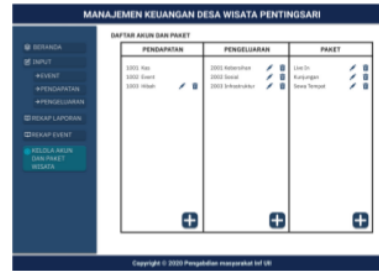 MANAJEMEN KEUANGAN DESA WISATA PENTINGSARI
DAFTAR AKUN DAN PAKET
BERANDA
INPUT
+EVENT
+PENDAPATAN
+PENGELUARAN
REKAP LAPORAN
REKAP EVENT
KELOLA AKUN
DAN PAKET
WISATA
PENDAPATAN
1001 Kas
1002 Event
1003 Hibah
PENGELUARAN
2001 Kebersihan
2002 Sosial
2003 Infrastruktur
PAKET
Live In
Kunjungan
Sewa Tempat
Copyright © 2020 Pengabdian masyarakat Inf UII